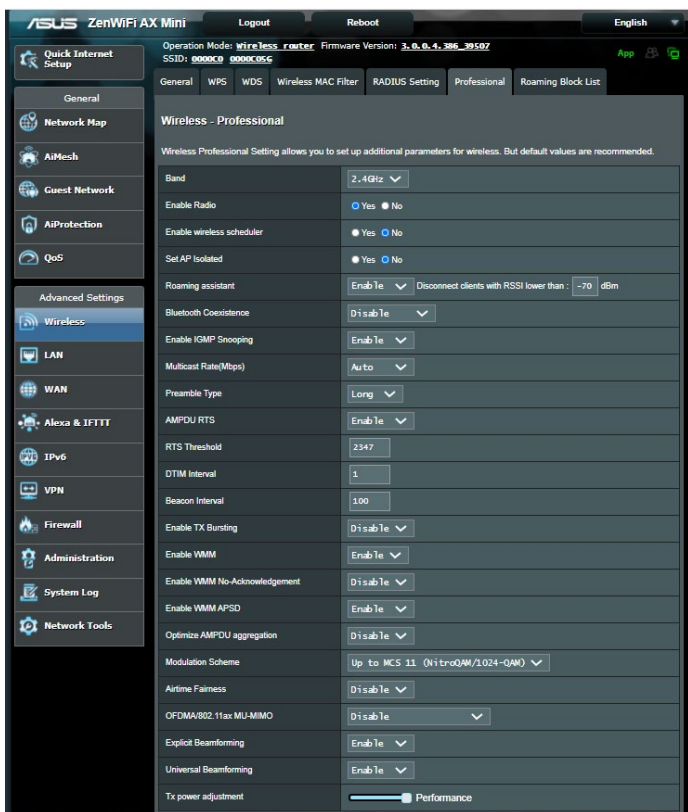 ASUS ZenWiFi AX Mini Logout Reboot English
Quick Internet Setup
Operation Mode: Wireless router Firmware Version: 3.0.0.4.386_39507
SSID: 0000C0 0000C05G
App
General WPS WDS Wireless MAC Filter RADIUS Setting Professional Roaming Block List
General
Network Map
AiMesh
Guest Network
AiProtection
QoS
Advanced Settings
Wireless
LAN
WAN
Alexa & IFTTT
IPv6
VPN
Firewall
Administration
System Log
Network Tools
Wireless - Professional
Wireless Professional Setting allows you to set up additional parameters for wireless. But default values are recommended.
Band 2.4GHz
Enable Radio Yes No
Enable wireless scheduler Yes No
Set AP Isolated Yes No
Roaming assistant Enable Disconnect clients with RSSI lower than : -70 dBm
Bluetooth Coexistence Disable
Enable IGMP Snooping Enable
Multicast Rate(Mbps) Auto
Preamble Type Long
AMPDU RTS Enable
RTS Threshold 2347
DTIM Interval 1
Beacon Interval 100
Enable TX Bursting Disable
Enable WMM Enable
Enable WMM No-Acknowledgement Disable
Enable WMM APSD Enable
Optimize AMPDU aggregation Disable
Modulation Scheme Up to MCS 11 (NitroQAM/1024-QAM)
Airtime Fairness Disable
OFDMA/802.11ax MU-MIMO Disable
Explicit Beamforming Enable
Universal Beamforming Enable
Tx power adjustment Performance